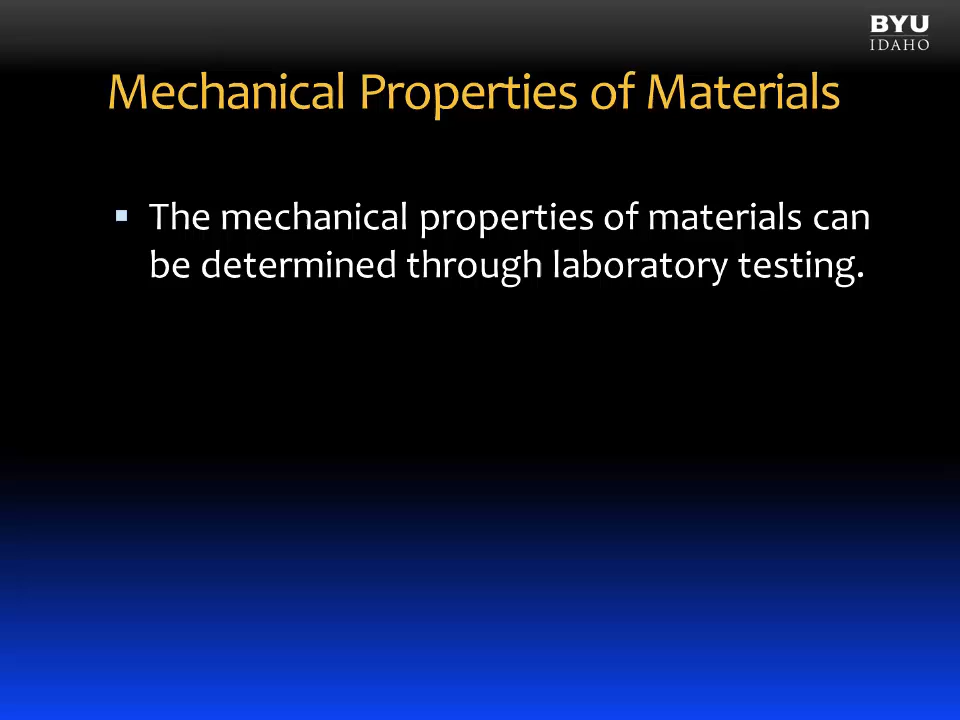 BYU
IDAHO
Mechanical Properties of Materials
The mechanical properties of materials can
be determined through laboratory testing.